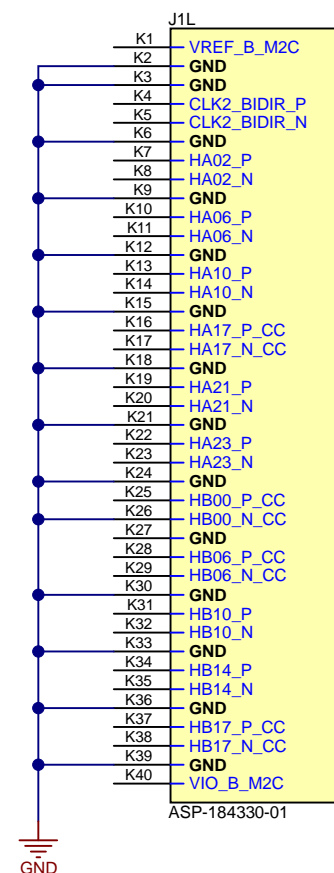 J1L
K1 VREF_B_M2C
K2 GND
K3 GND
K4 CLK2_BIDIR_P
K5 CLK2_BIDIR_N
K6 GND
K7 HA02_P
K8 HA02_N
K9 GND
K10 HA06_P
K11 HA06_N
K12 GND
K13 HA10_P
K14 HA10_N
K15 GND
K16 HA17_P_CC
K17 HA17_N_CC
K18 GND
K19 HA21_P
K20 HA21_N
K21 GND
K22 HA23_P
K23 HA23_N
K24 GND
K25 HB00_P_CC
K26 HB00_N_CC
K27 GND
K28 HB06_P_CC
K29 HB06_N_CC
K30 GND
K31 HB10_P
K32 HB10_N
K33 GND
K34 HB14_P
K35 HB14_N
K36 GND
K37 HB17_P_CC
K38 HB17_N_CC
K39 GND
K40 VIO_B_M2C
ASP-184330-01
GND